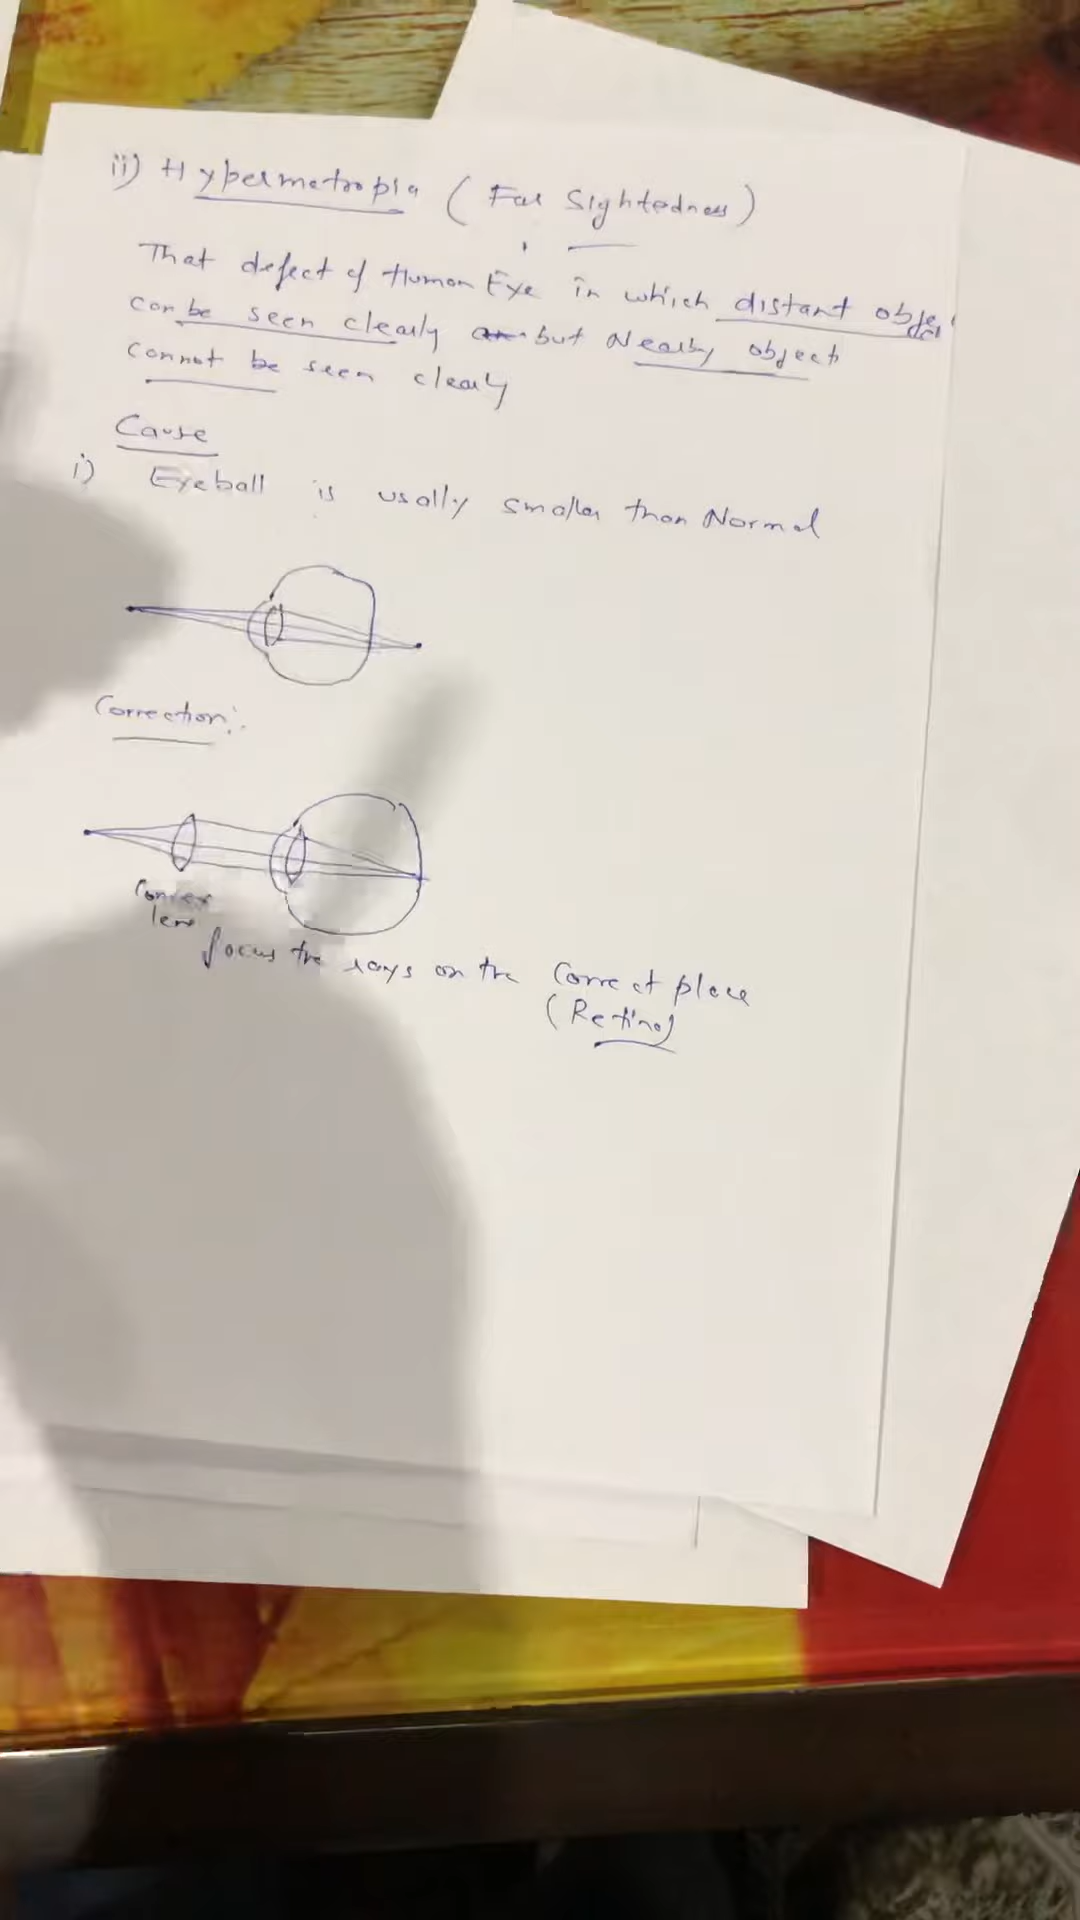 ii) Hypermetropia (Far Sightedness)
That defect of Human Eye in which distant object
can be seen clearly but Nearby object
cannot be seen clearly
Cause
i) Eyeball is usally smaller than Normal
Correction:
Convex
lens
focus the rays on the Correct place
(Retina)